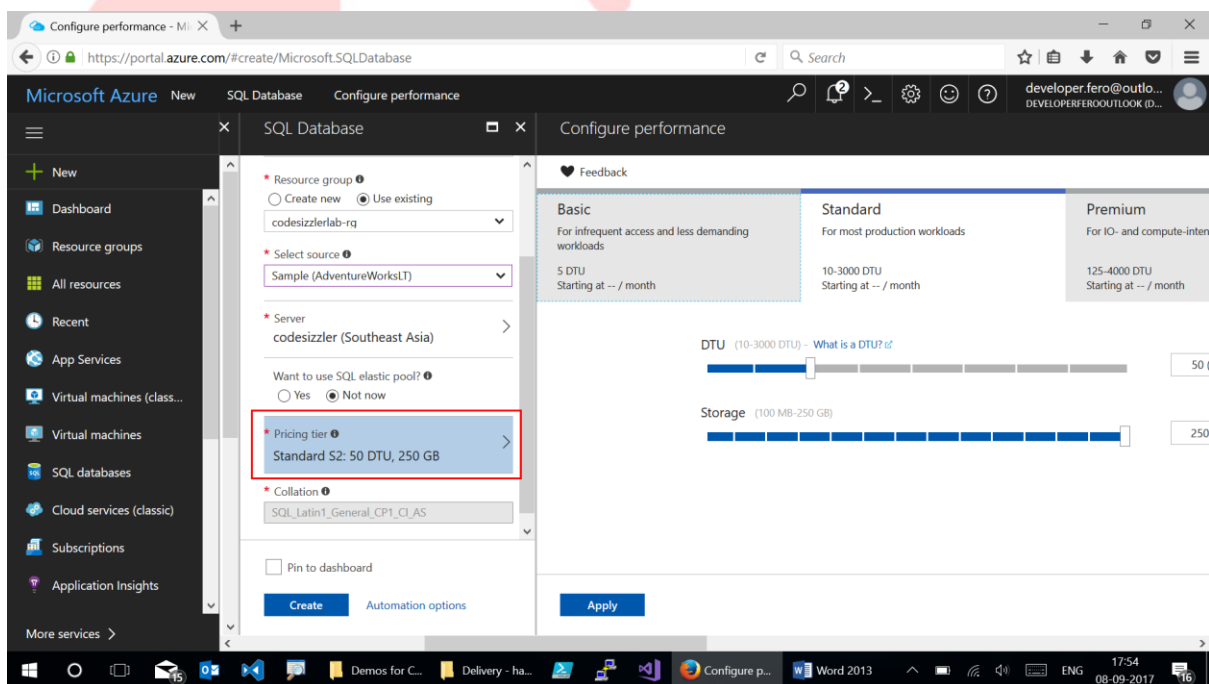 Configure performance - Mi
https://portal.azure.com/#create/Microsoft.SQLDatabase
Search
Microsoft Azure New SQL Database Configure performance
2
developer.fero@outlo...
DEVELOPERFEROOUTLOOK (D...
SQL Database
Configure performance
New
Dashboard
Resource groups
All resources
Recent
App Services
Virtual machines (class...
Virtual machines
SQL databases
Cloud services (classic)
Subscriptions
Application Insights
More services
* Resource group
Create new Use existing
codesizzlerlab-rg
* Select source
Sample (AdventureWorksLT)
* Server
codesizzler (Southeast Asia)
Want to use SQL elastic pool?
Yes Not now
* Pricing tier
Standard S2: 50 DTU, 250 GB
* Collation
SQL_Latin1_General_CP1_CI_AS
Pin to dashboard
Create Automation options
Feedback
Basic
For infrequent access and less demanding
workloads
5 DTU
Starting at -- / month
Standard
For most production workloads
10-3000 DTU
Starting at -- / month
Premium
For IO- and compute-inten
125-4000 DTU
Starting at -- / month
DTU (10-3000 DTU) - What is a DTU?
50 (
Storage (100 MB-250 GB)
250
Apply
15
Demos for C...
Delivery - ha...
Configure p...
Word 2013
ENG
17:54
08-09-2017
16